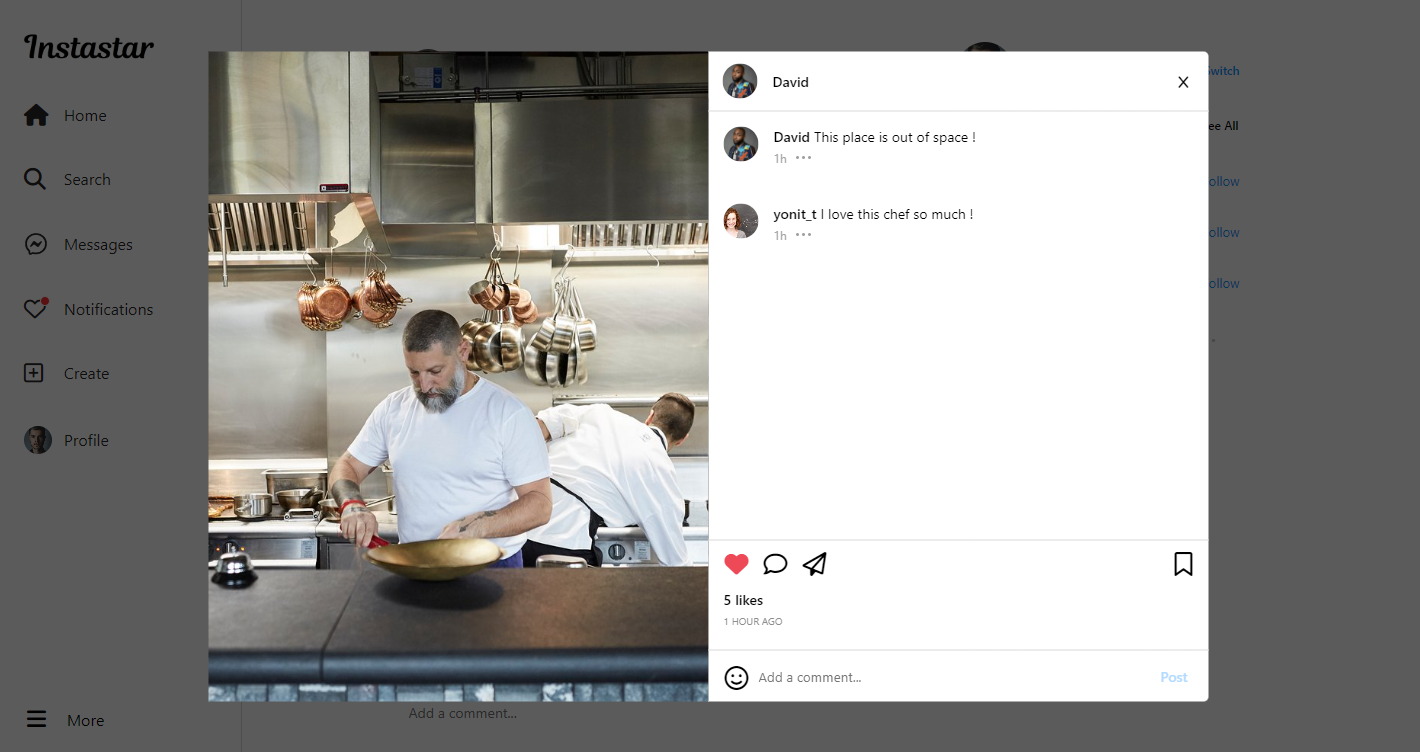 Instastar
Home
Search
Messages
Notifications
Create
Profile
More
David
X
David This place is out of space !
1h
yonit_t I love this chef so much !
1h
5 likes
1 HOUR AGO
Add a comment...
Post
Switch
ee All
ollow
ollow
ollow
Add a comment...